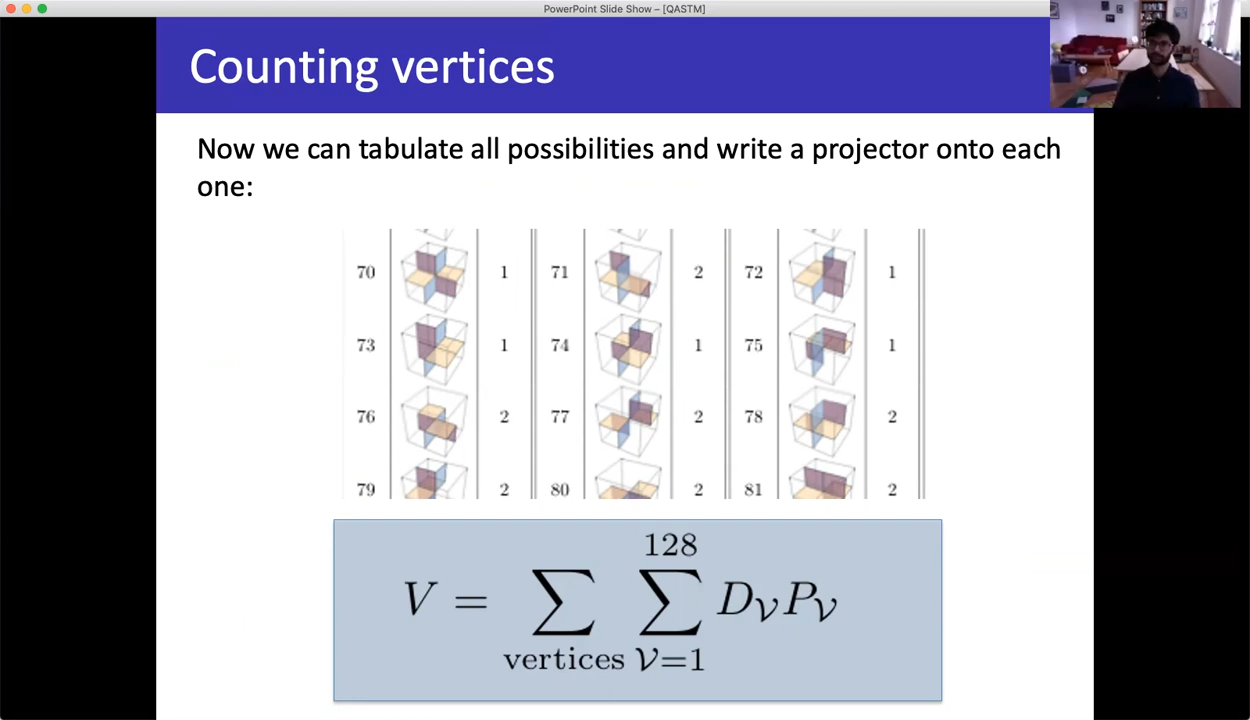 PowerPoint Slide Show – [QASTM]
Counting vertices
Now we can tabulate all possibilities and write a projector onto each
one:
70 1 71 2 72 1
73 1 74 1 75 1
76 2 77 2 78 2
79 2 80 2 81 2
128
V = ∑ ∑ D𝒱P𝒱
vertices 𝒱=1